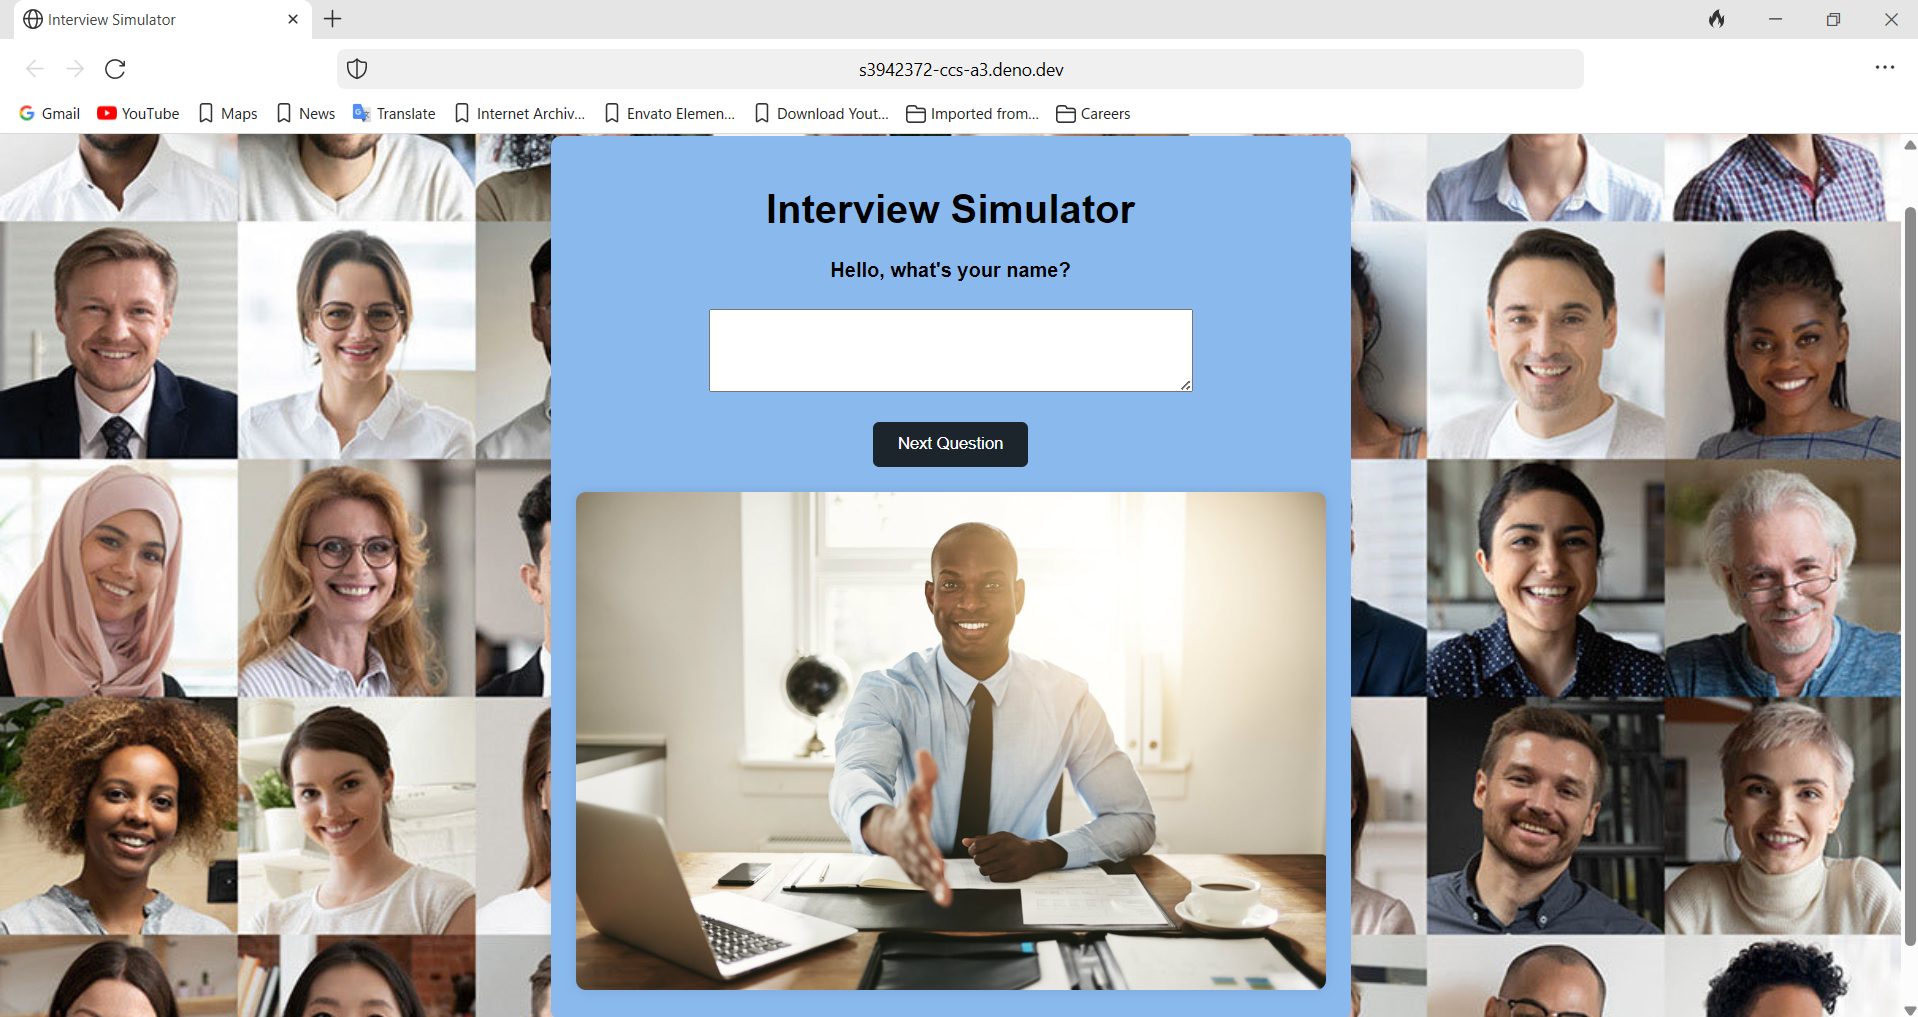 Interview Simulator
s3942372-ccs-a3.deno.dev
Gmail YouTube Maps News Translate Internet Archiv... Envato Elemen... Download Yout... Imported from... Careers
Interview Simulator
Hello, what's your name?
Next Question